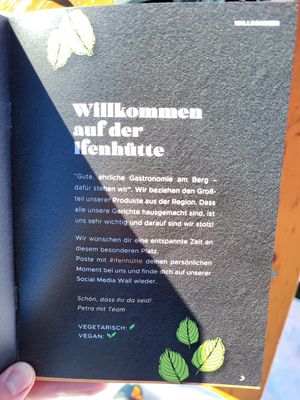 WILLKOMMEN
Willkommen
auf der
Ifenhütte
"Gute, ehrliche Gastronomie am Berg –
dafür stehen wir". Wir beziehen den Groß-
teil unserer Produkte aus der Region. Dass
alle unsere Gerichte hausgemacht sind, ist
uns sehr wichtig und darauf sind wir stolz!
Wir wünschen dir eine entspannte Zeit an
diesem besonderen Platz.
Poste mit #ifenhütte deinen persönlichen
Moment bei uns und finde dich auf unserer
Social Media Wall wieder.
Schön, dass ihr da seid!
Petra mit Team
VEGETARISCH:
VEGAN: